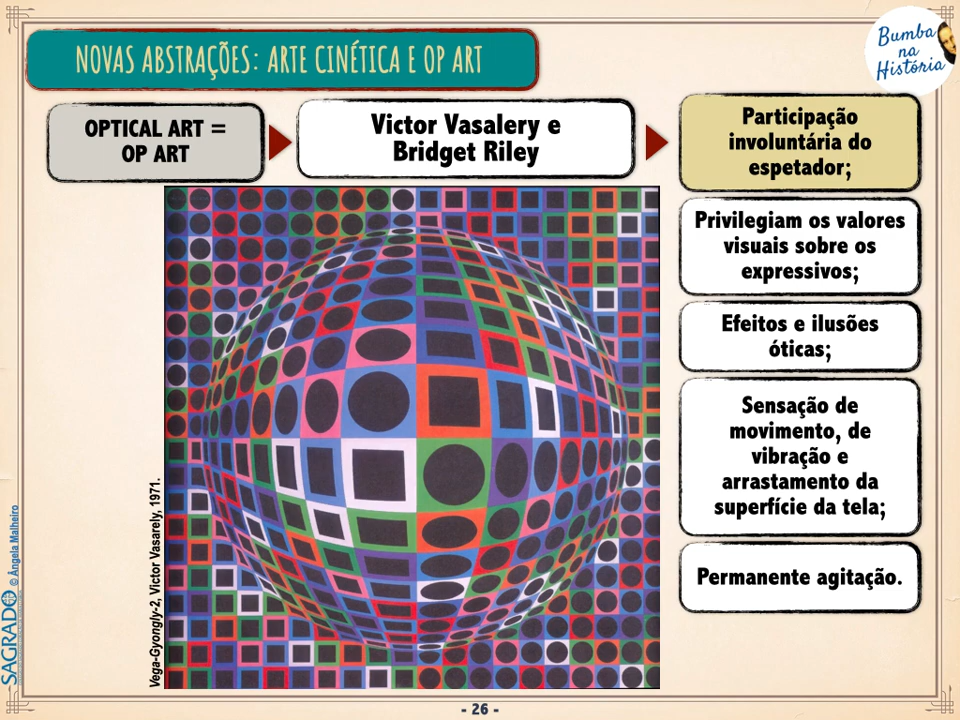 NOVAS ABSTRAÇÕES: ARTE CINÉTICA E OP ART
Bumba
na
História
OPTICAL ART =
OP ART
Victor Vasalery e
Bridget Riley
Participação
involuntária do
espetador;
Privilegiam os valores
visuais sobre os
expressivos;
Efeitos e ilusões
óticas;
Sensação de
movimento, de
vibração e
arrastamento da
superfície da tela;
Permanente agitação.
Vega-Gyongly-2, Victor Vasarely, 1971.
SAGRADO
© Ângela Malheiro
- 26 -